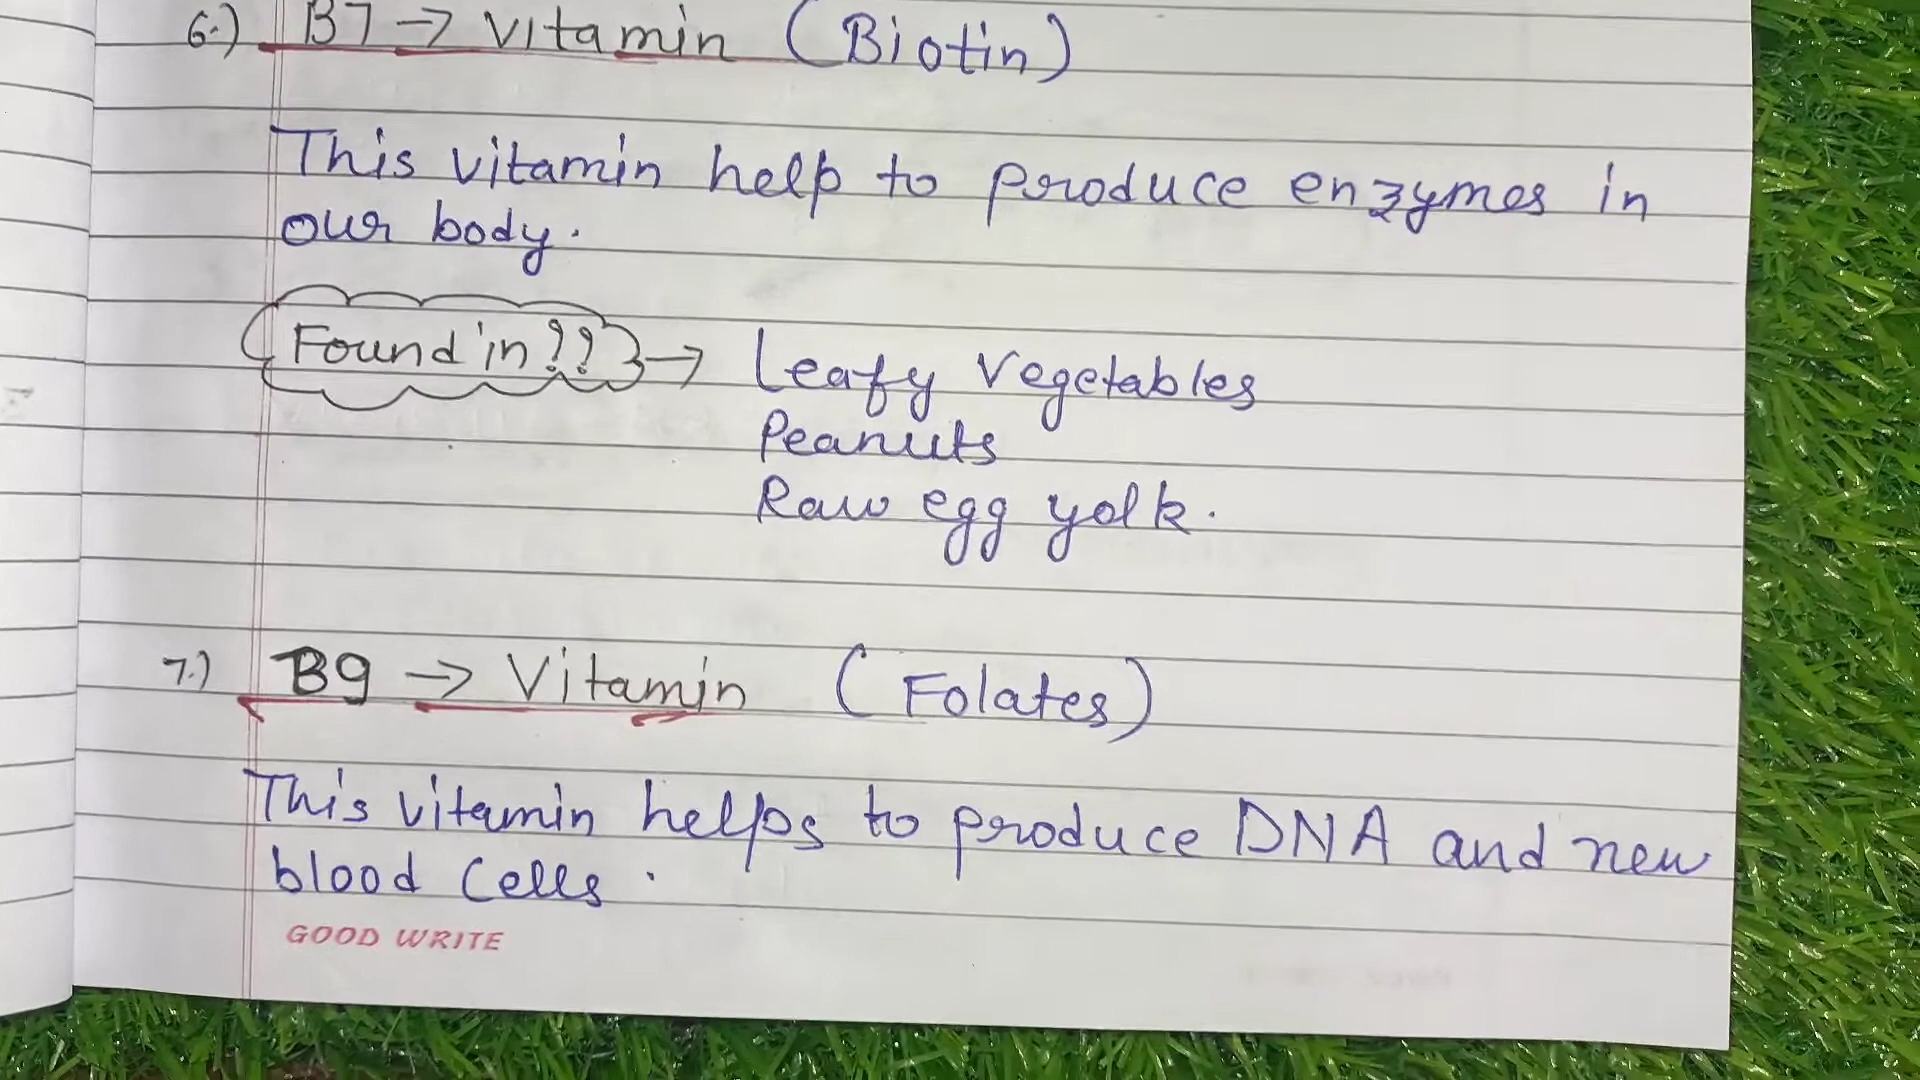 6.) B7 → Vitamin (Biotin)
This vitamin help to produce enzymes in
our body.
Found in?? → Leafy Vegetables
Peanuts
Raw egg yolk.
7.) B9 → Vitamin (Folates)
This vitamin helps to produce DNA and new
blood Cells.
GOOD WRITE